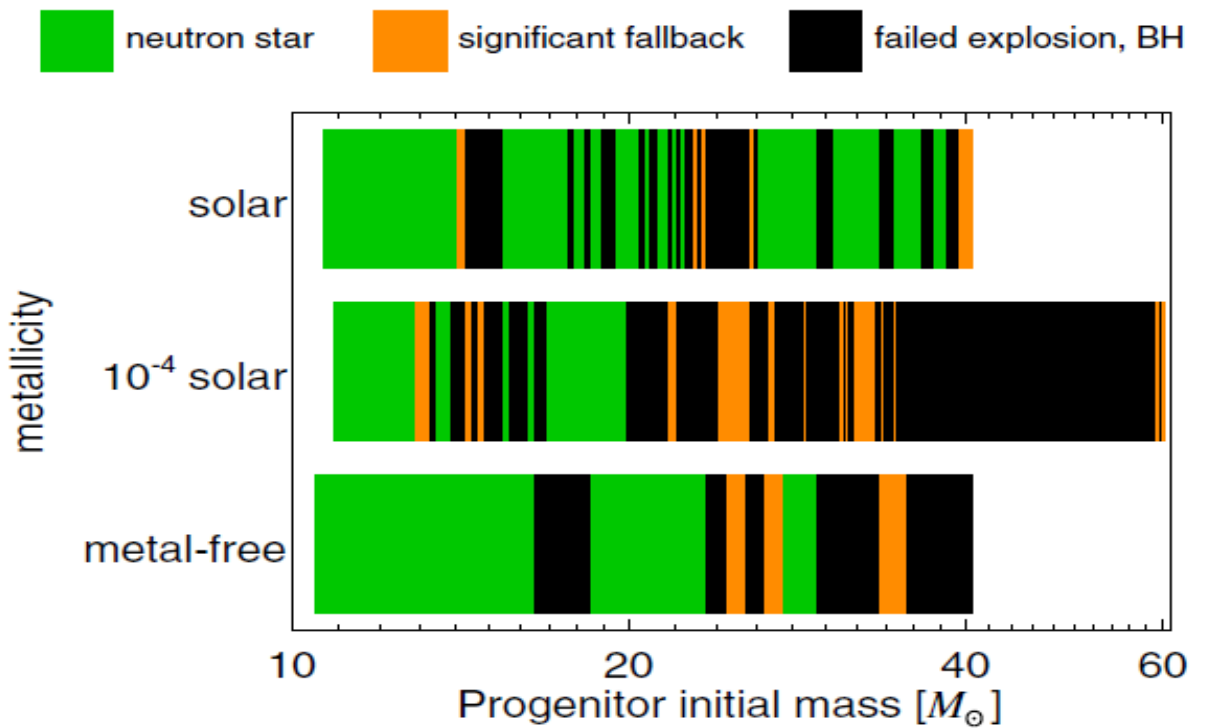 neutron star significant fallback failed explosion, BH
solar
10⁻⁴ solar
metal-free
metallicity
10 20 40 60
Progenitor initial mass [M☉]